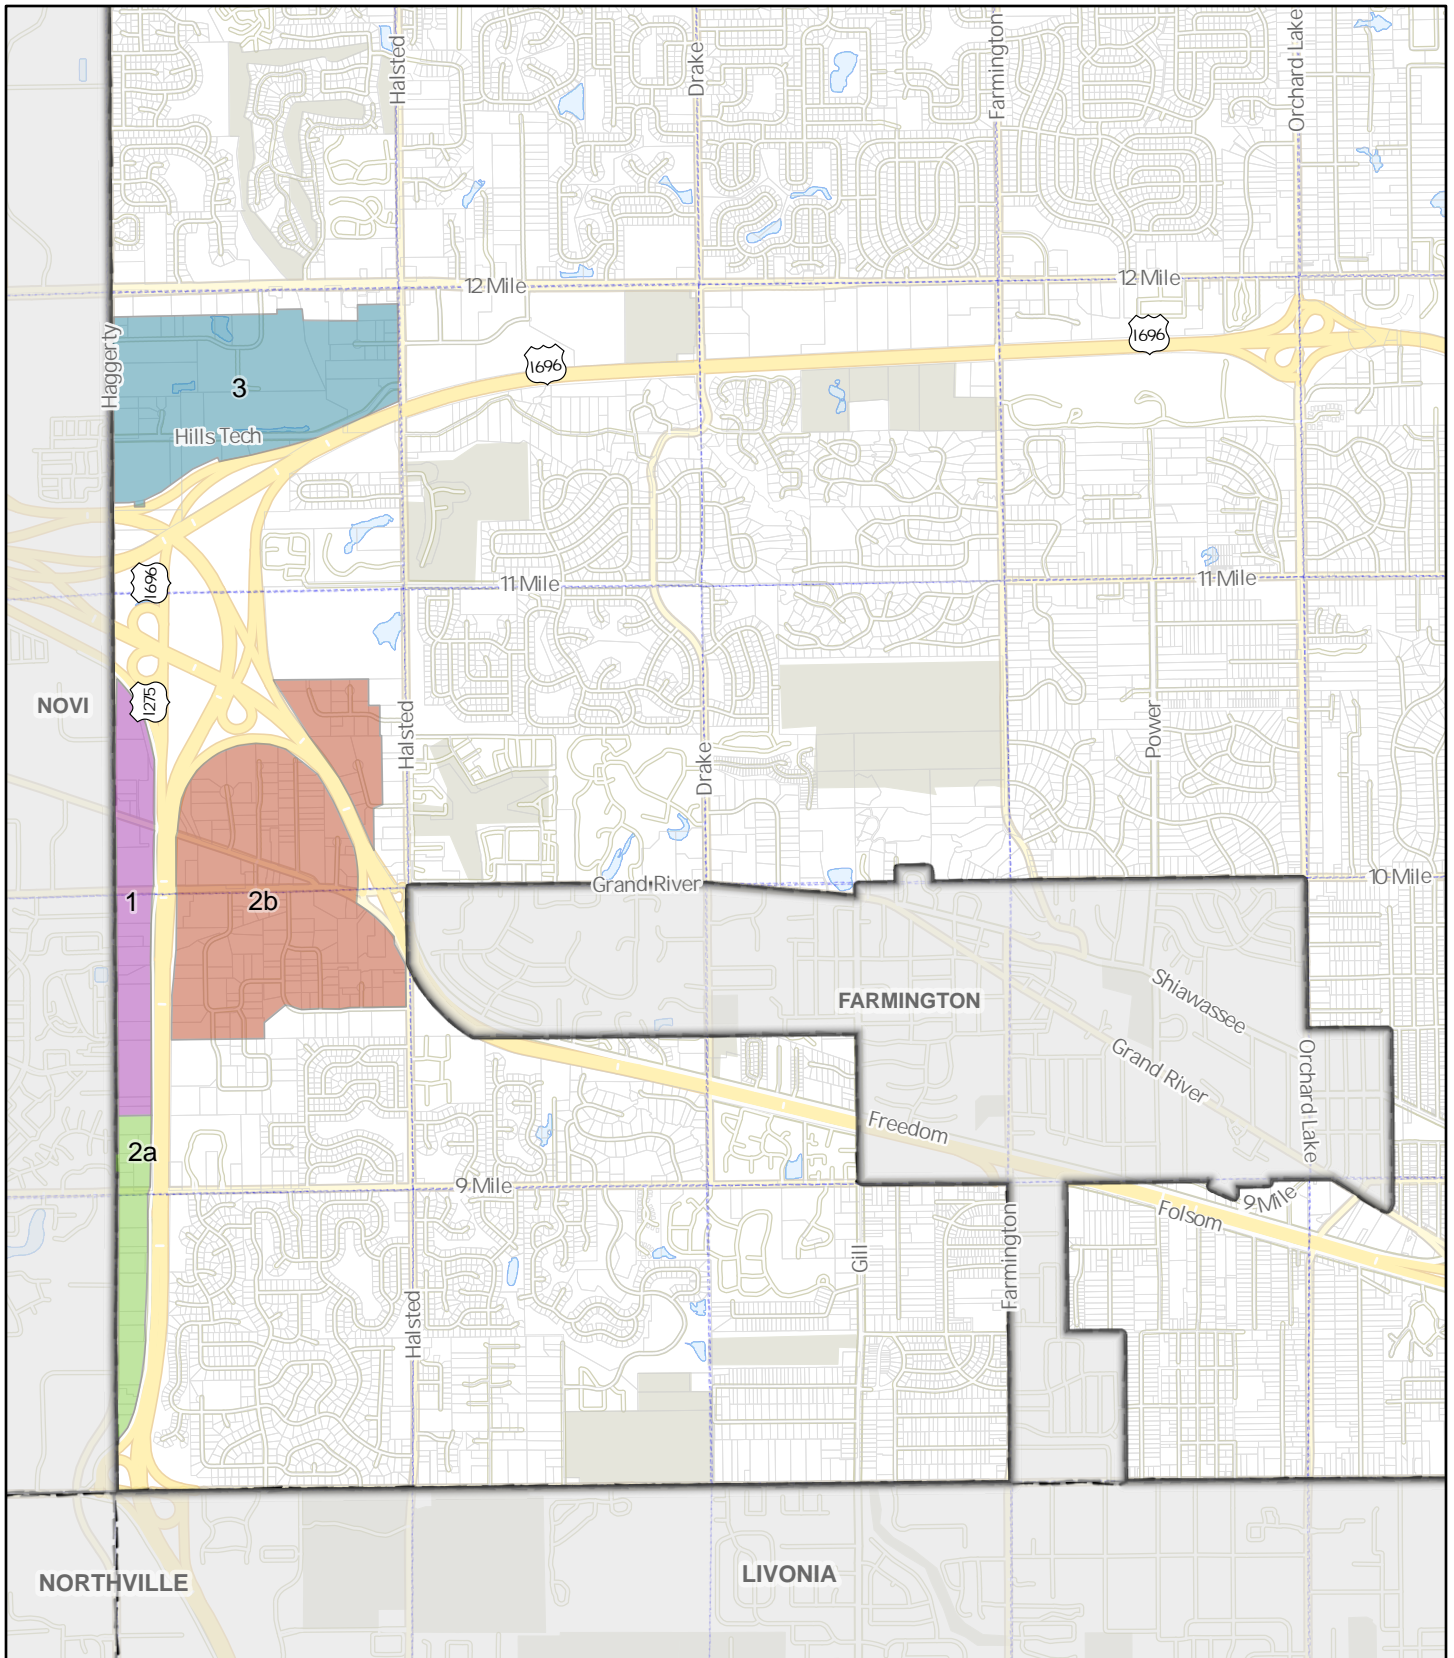 Halsted
Drake
Farmington
Orchard Lake
12 Mile
12 Mile
1696
1696
Haggerty
3
Hills Tech
1696
11 Mile
11 Mile
1275
NOVI
Halsted
Drake
Power
1
2b
Grand River
10 Mile
FARMINGTON
Shiawassee
Grand River
Orchard Lake
2a
Freedom
9 Mile
9 Mile
Folsom
Gill
Farmington
Halsted
NORTHVILLE
LIVONIA